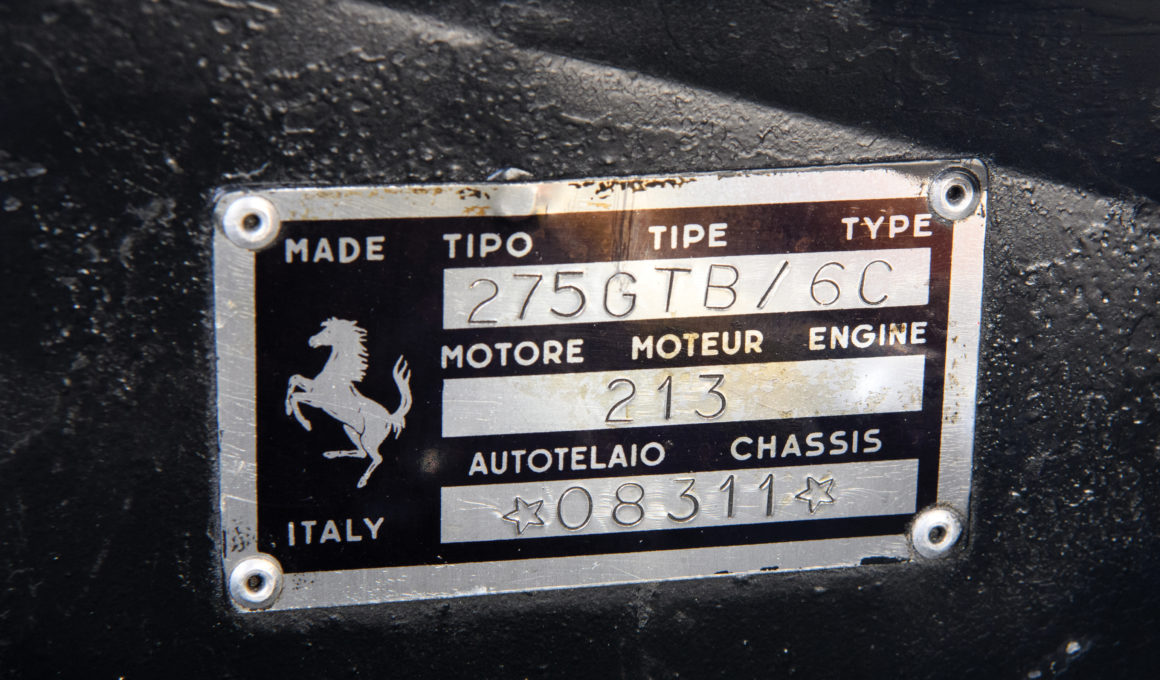 MADE TIPO TIPE TYPE
275GTB/6C
MOTORE MOTEUR ENGINE
213
AUTOTELAIO CHASSIS
☆08311☆
ITALY